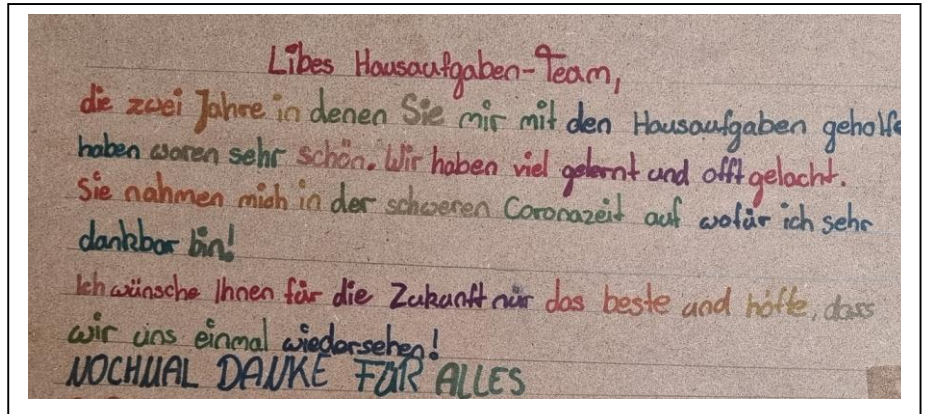 Libes Hausaufgaben-Team,
die zwei Jahre in denen Sie mir mit den Hausaufgaben geholfe
haben waren sehr schön. Wir haben viel gelernt und offt gelacht.
Sie nahmen mich in der schweren Coronazeit auf wofür ich sehr
dankbar bin!
Ich wünsche Ihnen für die Zukunft nur das beste und hoffe, dass
wir uns einmal wiedersehen!
NOCHMAL DANKE FÜR ALLES